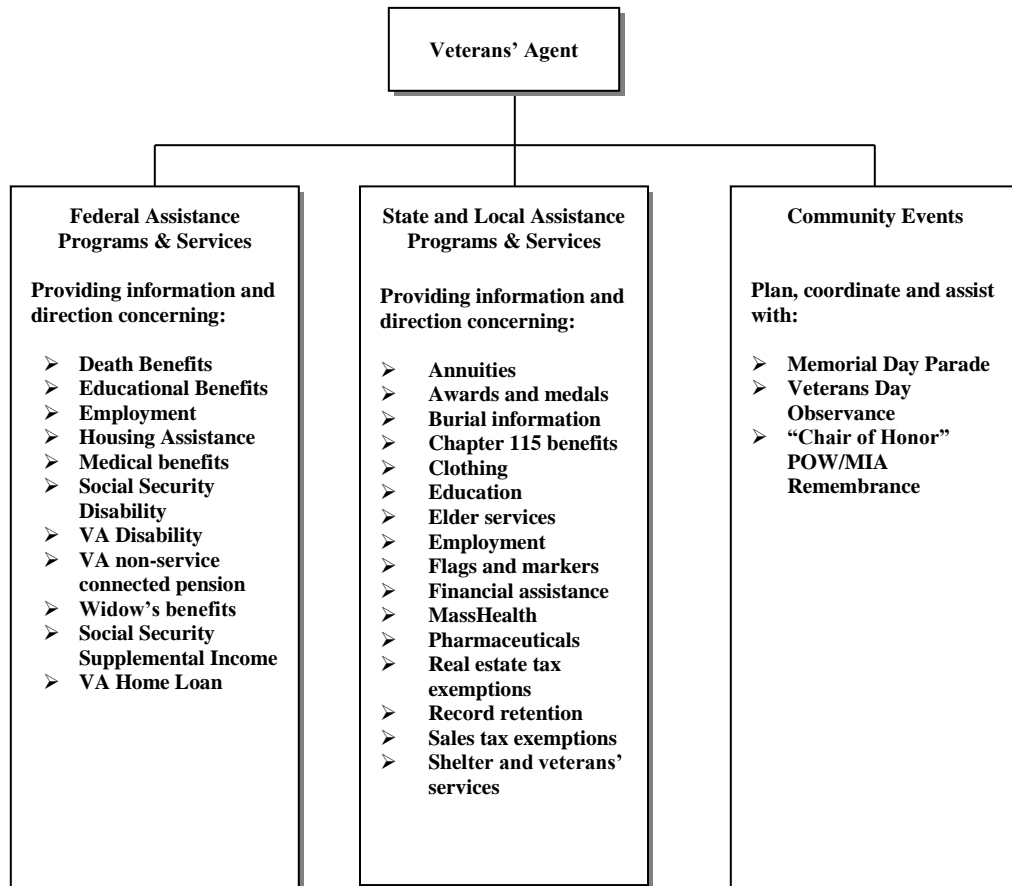 Veterans’ Agent
Federal Assistance
Programs & Services
Providing information and
direction concerning:
➢ Death Benefits
➢ Educational Benefits
➢ Employment
➢ Housing Assistance
➢ Medical benefits
➢ Social Security
Disability
➢ VA Disability
➢ VA non-service
connected pension
➢ Widow’s benefits
➢ Social Security
Supplemental Income
➢ VA Home Loan
State and Local Assistance
Programs & Services
Providing information and
direction concerning:
➢ Annuities
➢ Awards and medals
➢ Burial information
➢ Chapter 115 benefits
➢ Clothing
➢ Education
➢ Elder services
➢ Employment
➢ Flags and markers
➢ Financial assistance
➢ MassHealth
➢ Pharmaceuticals
➢ Real estate tax
exemptions
➢ Record retention
➢ Sales tax exemptions
➢ Shelter and veterans’
services
Community Events
Plan, coordinate and assist
with:
➢ Memorial Day Parade
➢ Veterans Day
Observance
➢ “Chair of Honor”
POW/MIA
Remembrance